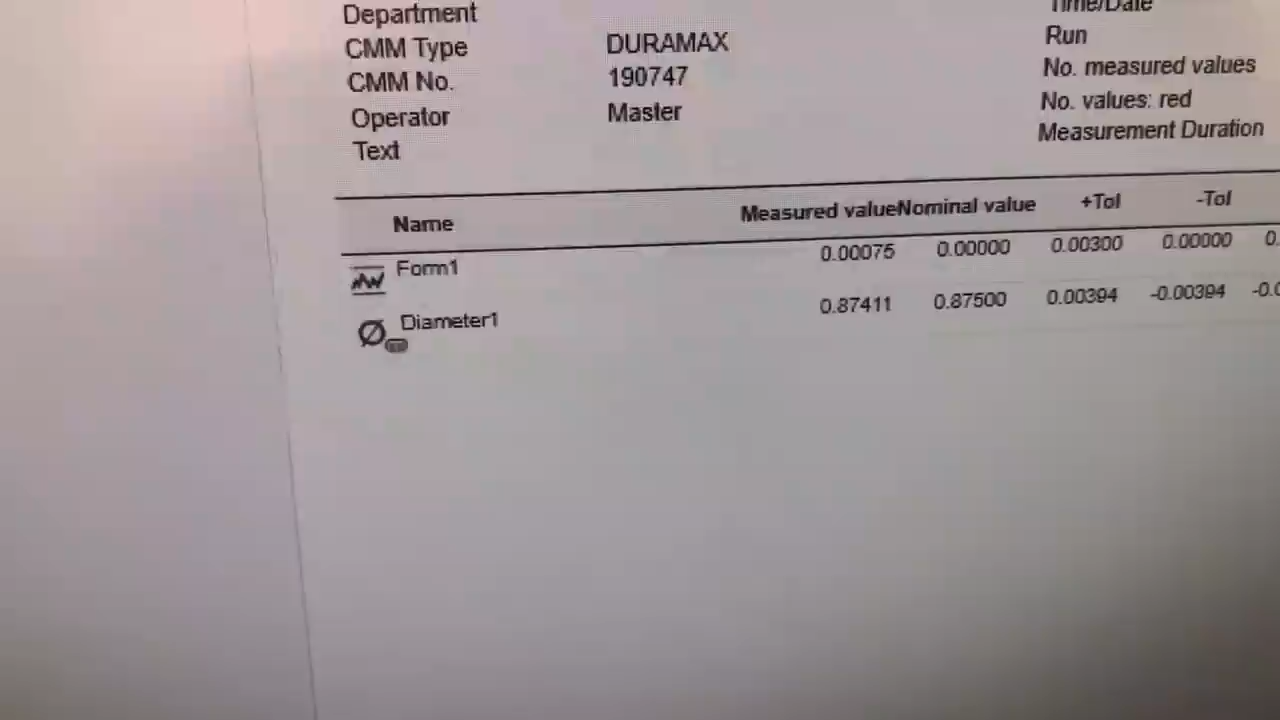 Department
Time/Date
CMM Type DURAMAX Run
CMM No. 190747 No. measured values
Operator Master No. values: red
Text Measurement Duration
Name Measured value Nominal value +Tol -Tol
Form1 0.00075 0.00000 0.00300 0.00000
Diameter1 0.87411 0.87500 0.00394 -0.00394